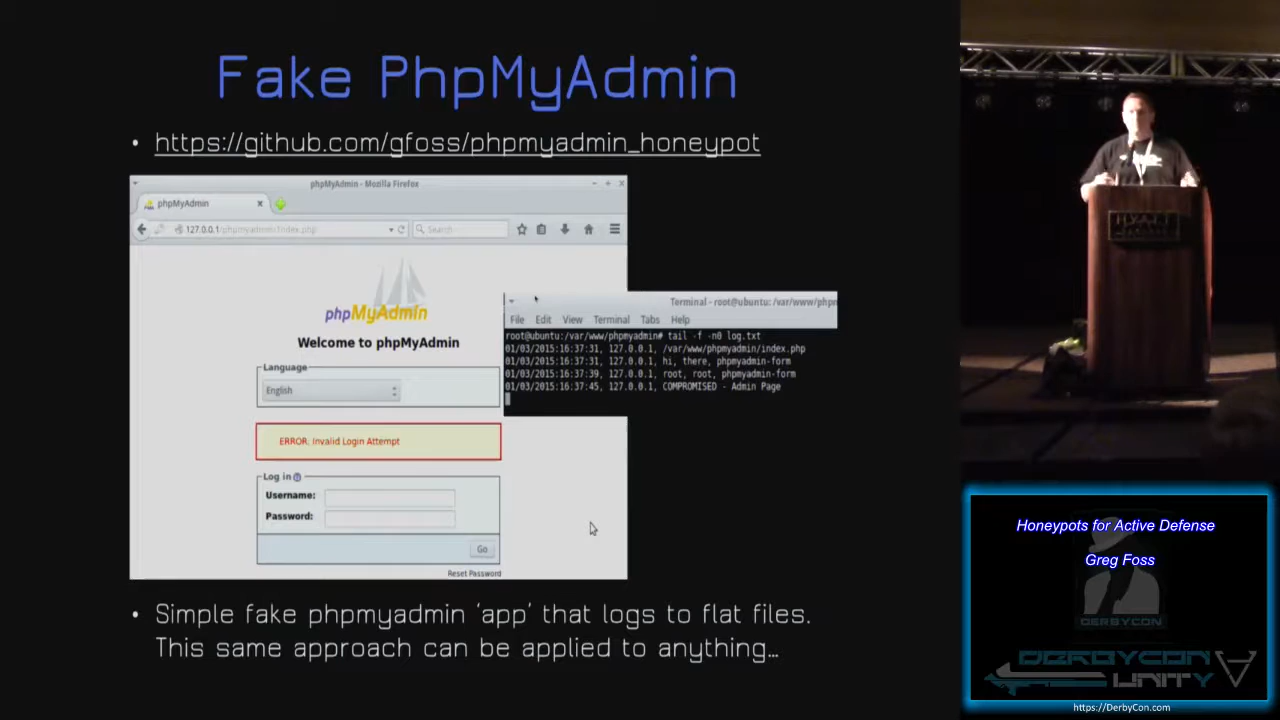 Fake PhpMyAdmin
• https://github.com/gfoss/phpmyadmin_honeypot
phpMyAdmin - Mozilla Firefox
phpMyAdmin
127.0.0.1/phpmyadmin/index.php
Search
phpMyAdmin
Welcome to phpMyAdmin
Language
English
ERROR: Invalid Login Attempt
Log in
Username:
Password:
Go
Reset Password
Terminal - root@ubuntu: /var/www/phpm
File Edit View Terminal Tabs Help
root@ubuntu:/var/www/phpmyadmin# tail -f -n0 log.txt
01/03/2015:16:37:31, 127.0.0.1, /var/www/phpmyadmin/index.php
01/03/2015:16:37:31, 127.0.0.1, hi, there, phpmyadmin-form
01/03/2015:16:37:39, 127.0.0.1, root, root, phpmyadmin-form
01/03/2015:16:37:45, 127.0.0.1, COMPROMISED - Admin Page
• Simple fake phpmyadmin 'app' that logs to flat files.
This same approach can be applied to anything…
HYATT
Honeypots for Active Defense
Greg Foss
DERBYCON
DERBYCON
UNITY
https://DerbyCon.com